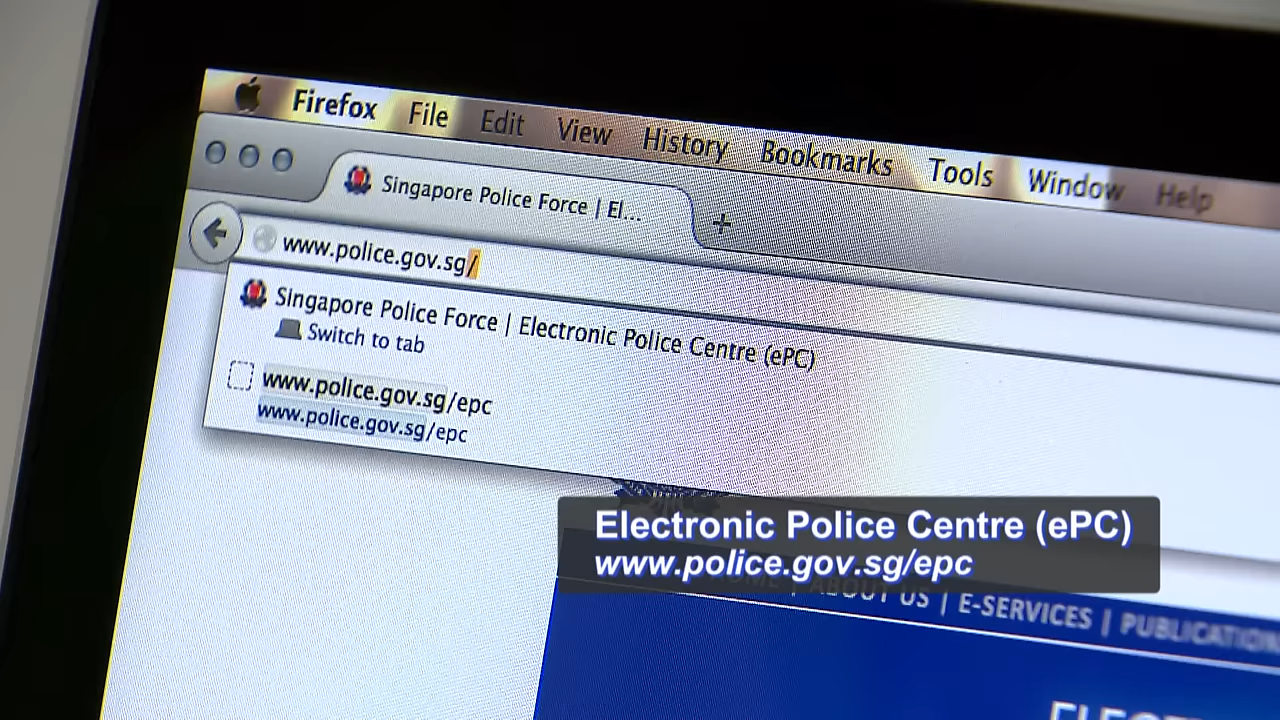 Firefox File Edit View History Bookmarks Tools Window Help
Singapore Police Force | El...
+
www.police.gov.sg/
Singapore Police Force | Electronic Police Centre (ePC)
Switch to tab
www.police.gov.sg/epc
www.police.gov.sg/epc
Electronic Police Centre (ePC)
www.police.gov.sg/epc
HOME | ABOUT US | E-SERVICES | PUBLICATION